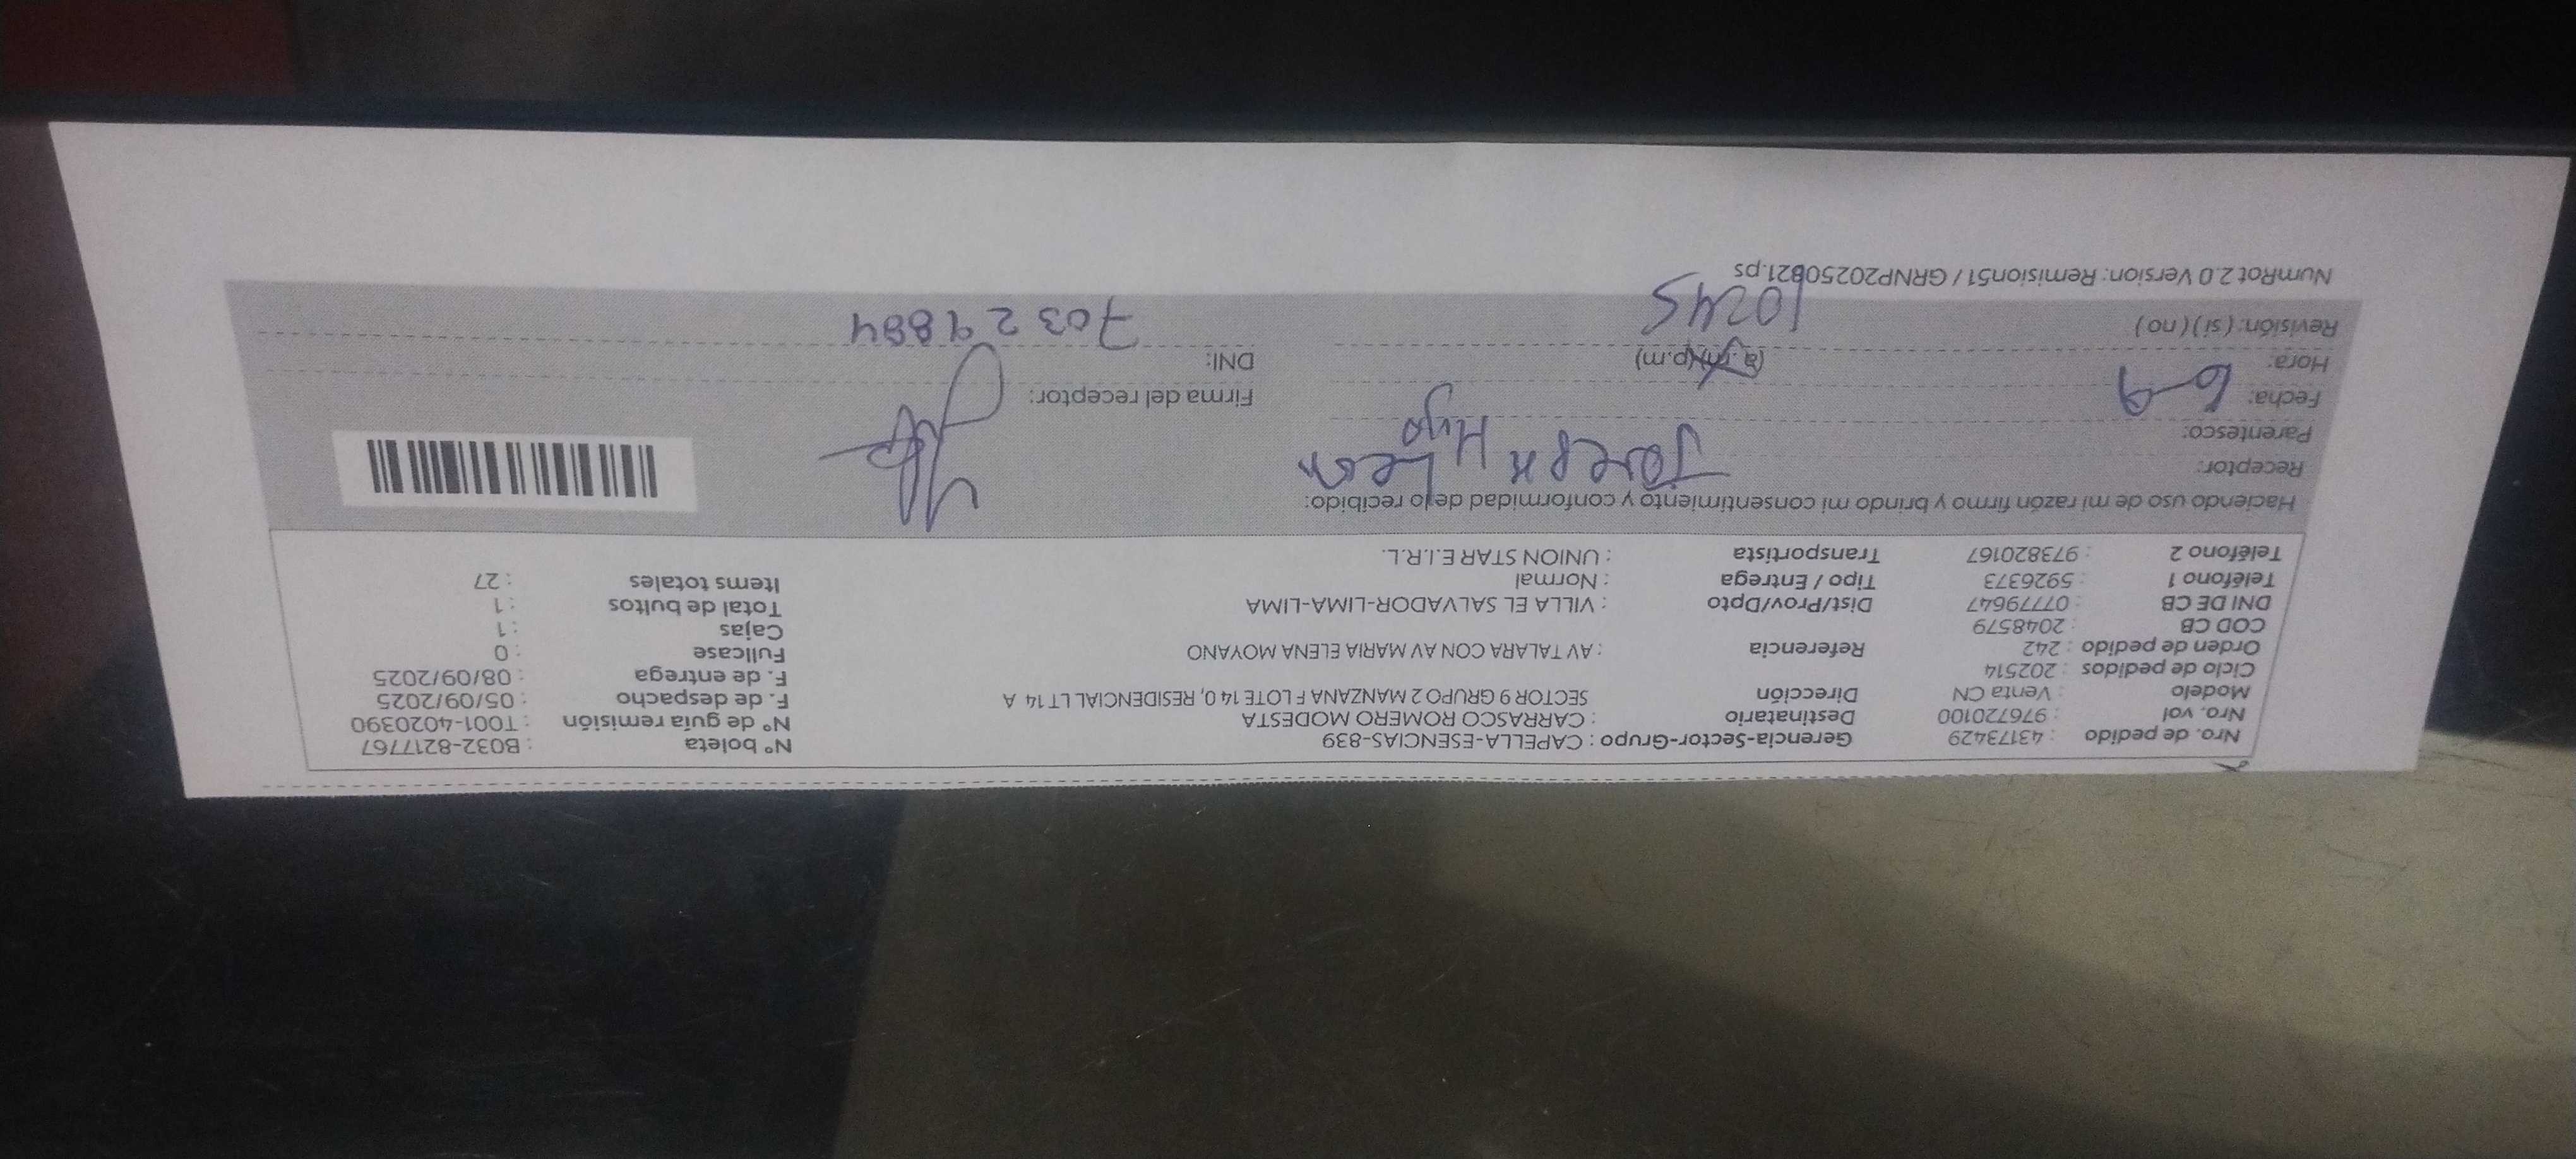 Nro. de pedido : 43173429 Gerencia-Sector-Grupo : CAPELLA-ESENCIAS-839 N° boleta : B032-8217767
Nro. vol : 976720100 Destinatario : CARRASCO ROMERO MODESTA N° de guía remisión : T001-4020390
Modelo : Venta CN Dirección SECTOR 9 GRUPO 2 MANZANA F LOTE 14 0, RESIDENCIAL LT 14 A F. de despacho : 05/09/2025
Ciclo de pedidos : 202514 F. de entrega : 08/09/2025
Orden de pedido : 242 Referencia : AV TALARA CON AV MARIA ELENA MOYANO Fullcase : 0
COD CB : 2048579 Cajas : 1
DNI DE CB : 07779647 Dist/Prov/Dpto : VILLA EL SALVADOR-LIMA-LIMA Total de bultos : 1
Teléfono 1 : 5926373 Tipo / Entrega : Normal Items totales : 27
Teléfono 2 : 973820167 Transportista : UNION STAR E.I.R.L.
Haciendo uso de mi razón firmo y brindo mi consentimiento y conformidad de lo recibido:
Receptor: Joseph Leon
Parentesco: Hijo
Fecha: 6-9 Firma del receptor:
Hora: (a.m)(p.m) DNI:
Revisión: (si) (no) 1024S 70329884
NumRot 2.0 Version: Remision51 / GRNP20250821.ps